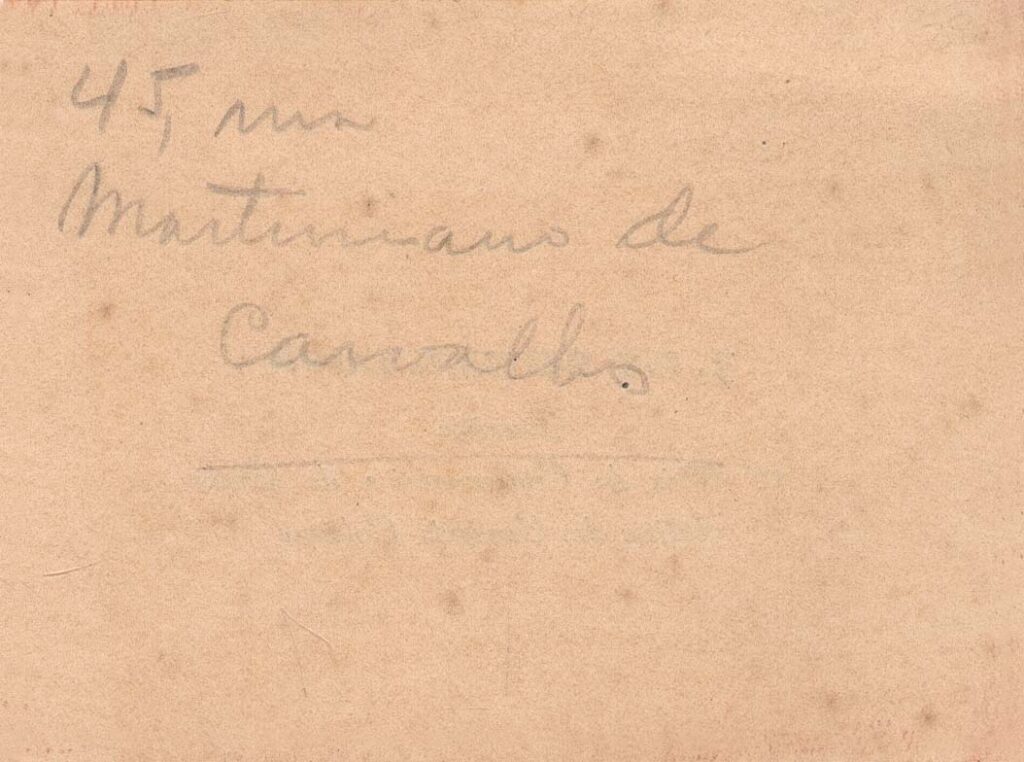 45, rua
Martiniano de
Carvalho